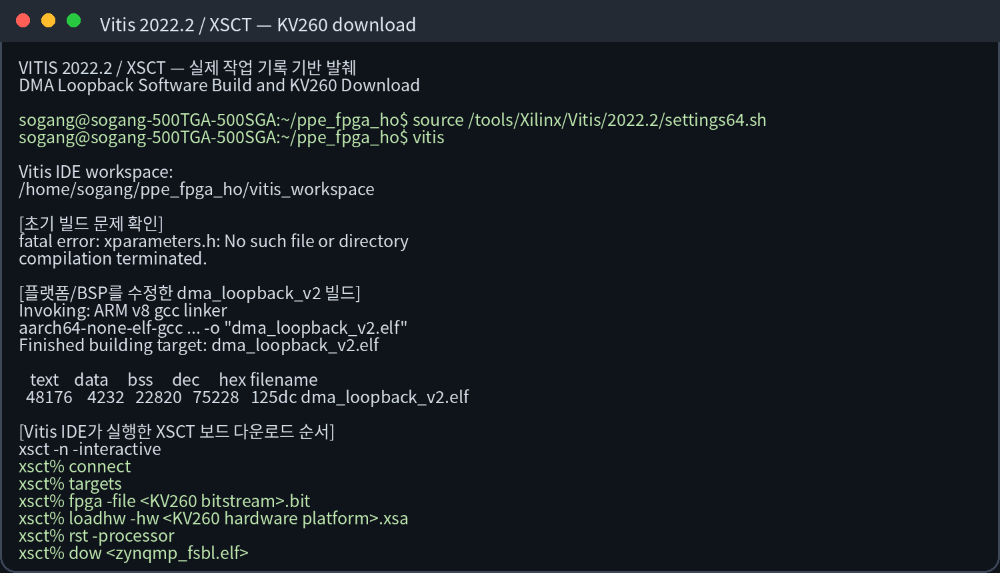 Vitis 2022.2 / XSCT — KV260 download
VITIS 2022.2 / XSCT — 실제 작업 기록 기반 발췌
DMA Loopback Software Build and KV260 Download
sogang@sogang-500TGA-500SGA:~/ppe_fpga_ho$ source /tools/Xilinx/Vitis/2022.2/settings64.sh
sogang@sogang-500TGA-500SGA:~/ppe_fpga_ho$ vitis
Vitis IDE workspace:
/home/sogang/ppe_fpga_ho/vitis_workspace
[초기 빌드 문제 확인]
fatal error: xparameters.h: No such file or directory
compilation terminated.
[플랫폼/BSP를 수정한 dma_loopback_v2 빌드]
Invoking: ARM v8 gcc linker
aarch64-none-elf-gcc ... -o "dma_loopback_v2.elf"
Finished building target: dma_loopback_v2.elf
text data bss dec hex filename
48176 4232 22820 75228 125dc dma_loopback_v2.elf
[Vitis IDE가 실행한 XSCT 보드 다운로드 순서]
xsct -n -interactive
xsct% connect
xsct% targets
xsct% fpga -file <KV260 bitstream>.bit
xsct% loadhw -hw <KV260 hardware platform>.xsa
xsct% rst -processor
xsct% dow <zynqmp_fsbl.elf>